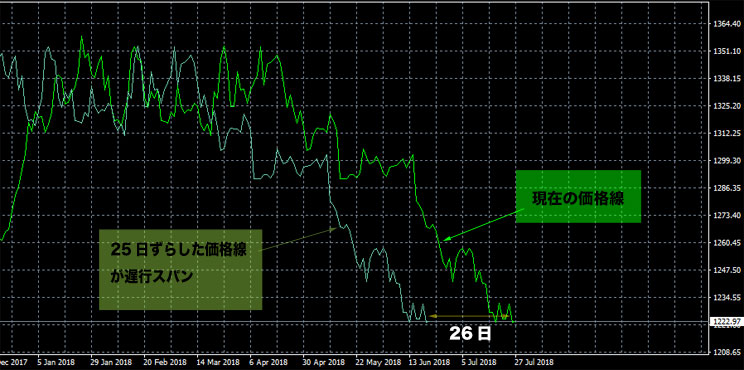 1364.40
1351.10
1338.15
1325.20
1312.25
1299.30
現在の価格線
1286.35
1273.40
25日ずらした価格線
が遅行スパン
1260.45
1247.50
1234.55
1222.97
26日
1208.65
2017
5 Jan 2018
29 Jan 2018
20 Feb 2018
14 Mar 2018
6 Apr 2018
30 Apr 2018
22 May 2018
13 Jun 2018
5 Jul 2018
27 Jul 2018